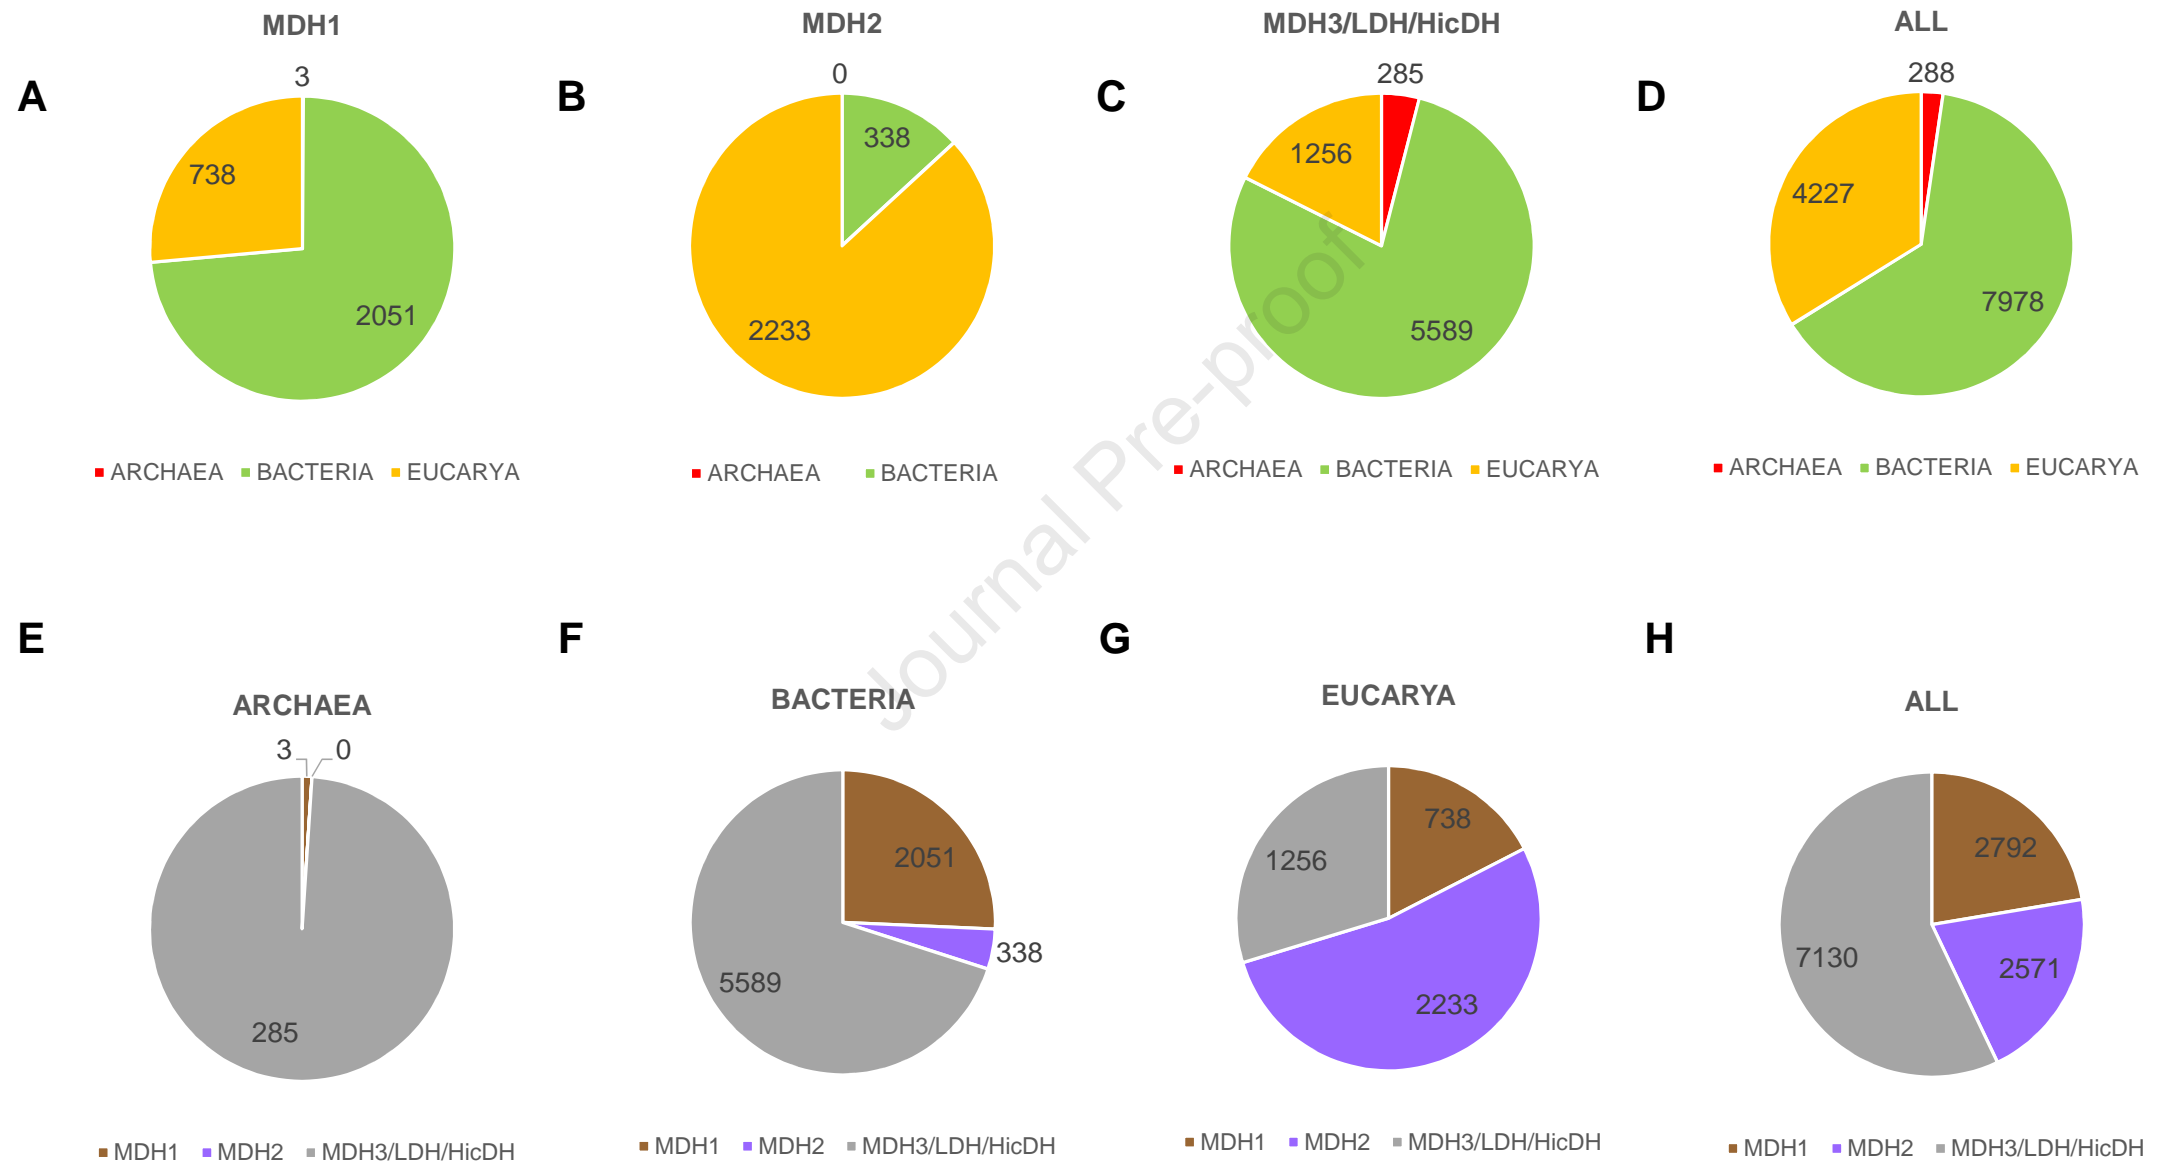 MDH1
MDH2
MDH3/LDH/HicDH
ALL
A
3
738
2051
B
0
338
2233
C
285
1256
5589
D
288
4227
7978
ARCHAEA BACTERIA EUCARYA
ARCHAEA BACTERIA
ARCHAEA BACTERIA EUCARYA
ARCHAEA BACTERIA EUCARYA
Journal Pre-proof
E
ARCHAEA
3 0
285
MDH1 MDH2 MDH3/LDH/HicDH
F
BACTERIA
2051
338
5589
MDH1 MDH2 MDH3/LDH/HicDH
G
EUCARYA
738
1256
2233
MDH1 MDH2 MDH3/LDH/HicDH
H
ALL
2792
7130
2571
MDH1 MDH2 MDH3/LDH/HicDH